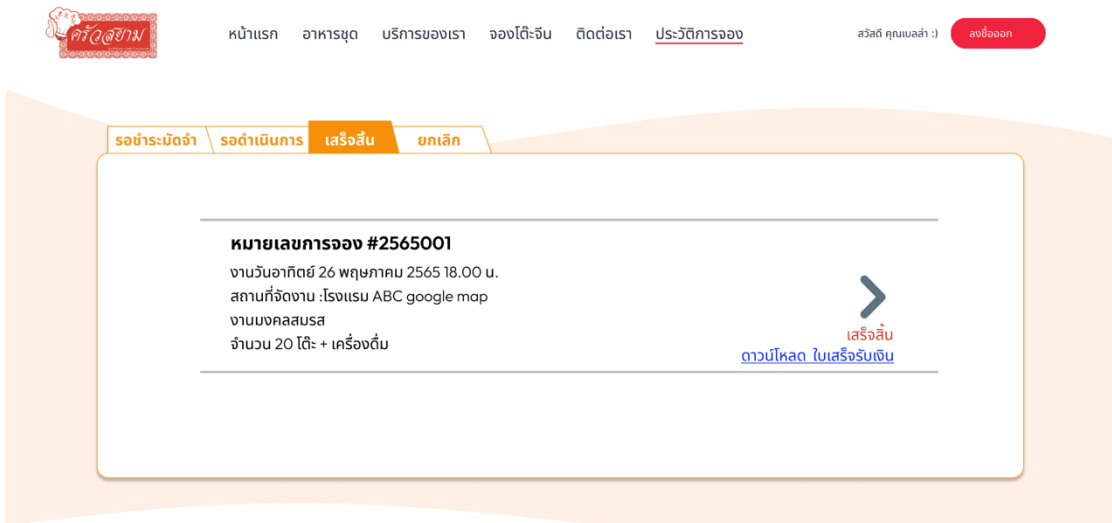 ครัวสยาม
หน้าแรก อาหารชุด บริการของเรา จองโต๊ะจีน ติดต่อเรา ประวัติการจอง สวัสดี คุณเบลล่า :) ลงชื่อออก
รอชำระมัดจำ รอดำเนินการ เสร็จสิ้น ยกเลิก
หมายเลขการจอง #2565001
งานวันอาทิตย์ 26 พฤษภาคม 2565 18.00 น.
สถานที่จัดงาน :โรงแรม ABC google map
งานมงคลสมรส
จำนวน 20 โต๊ะ + เครื่องดื่ม
เสร็จสิ้น
ดาวน์โหลด ใบเสร็จรับเงิน